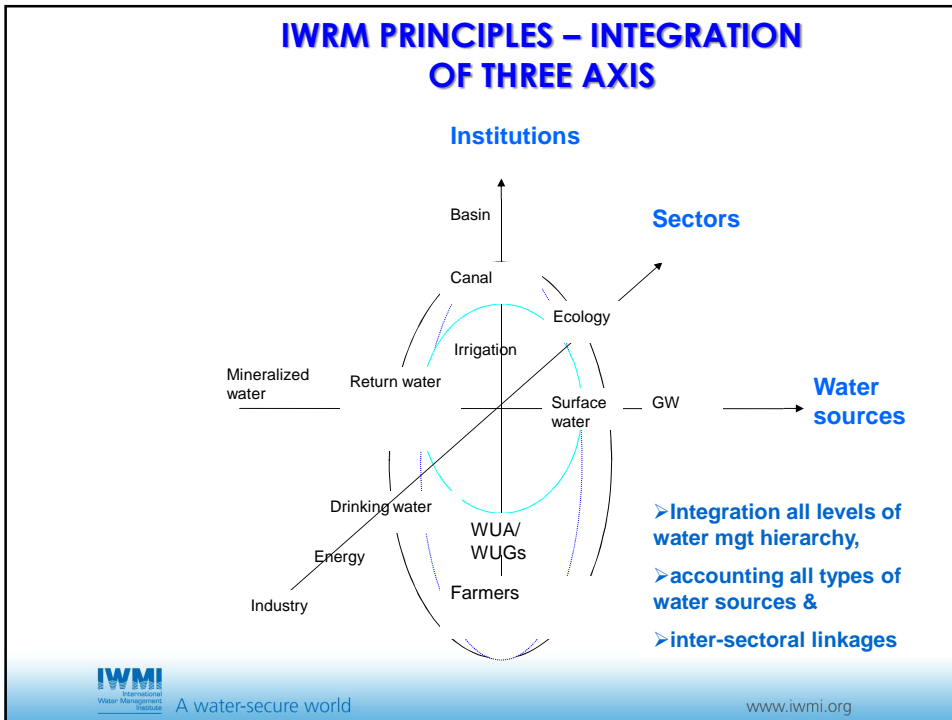 IWRM PRINCIPLES – INTEGRATION
OF THREE AXIS
Institutions
Basin
Sectors
Canal
Ecology
Irrigation
Mineralized
water
Return water
Surface
water
GW
Water
sources
Drinking water
WUA/
WUGs
Energy
Farmers
Industry
➢Integration all levels of
water mgt hierarchy,
➢accounting all types of
water sources &
➢inter-sectoral linkages
IWMI
International
Water Management
Institute
A water-secure world
www.iwmi.org